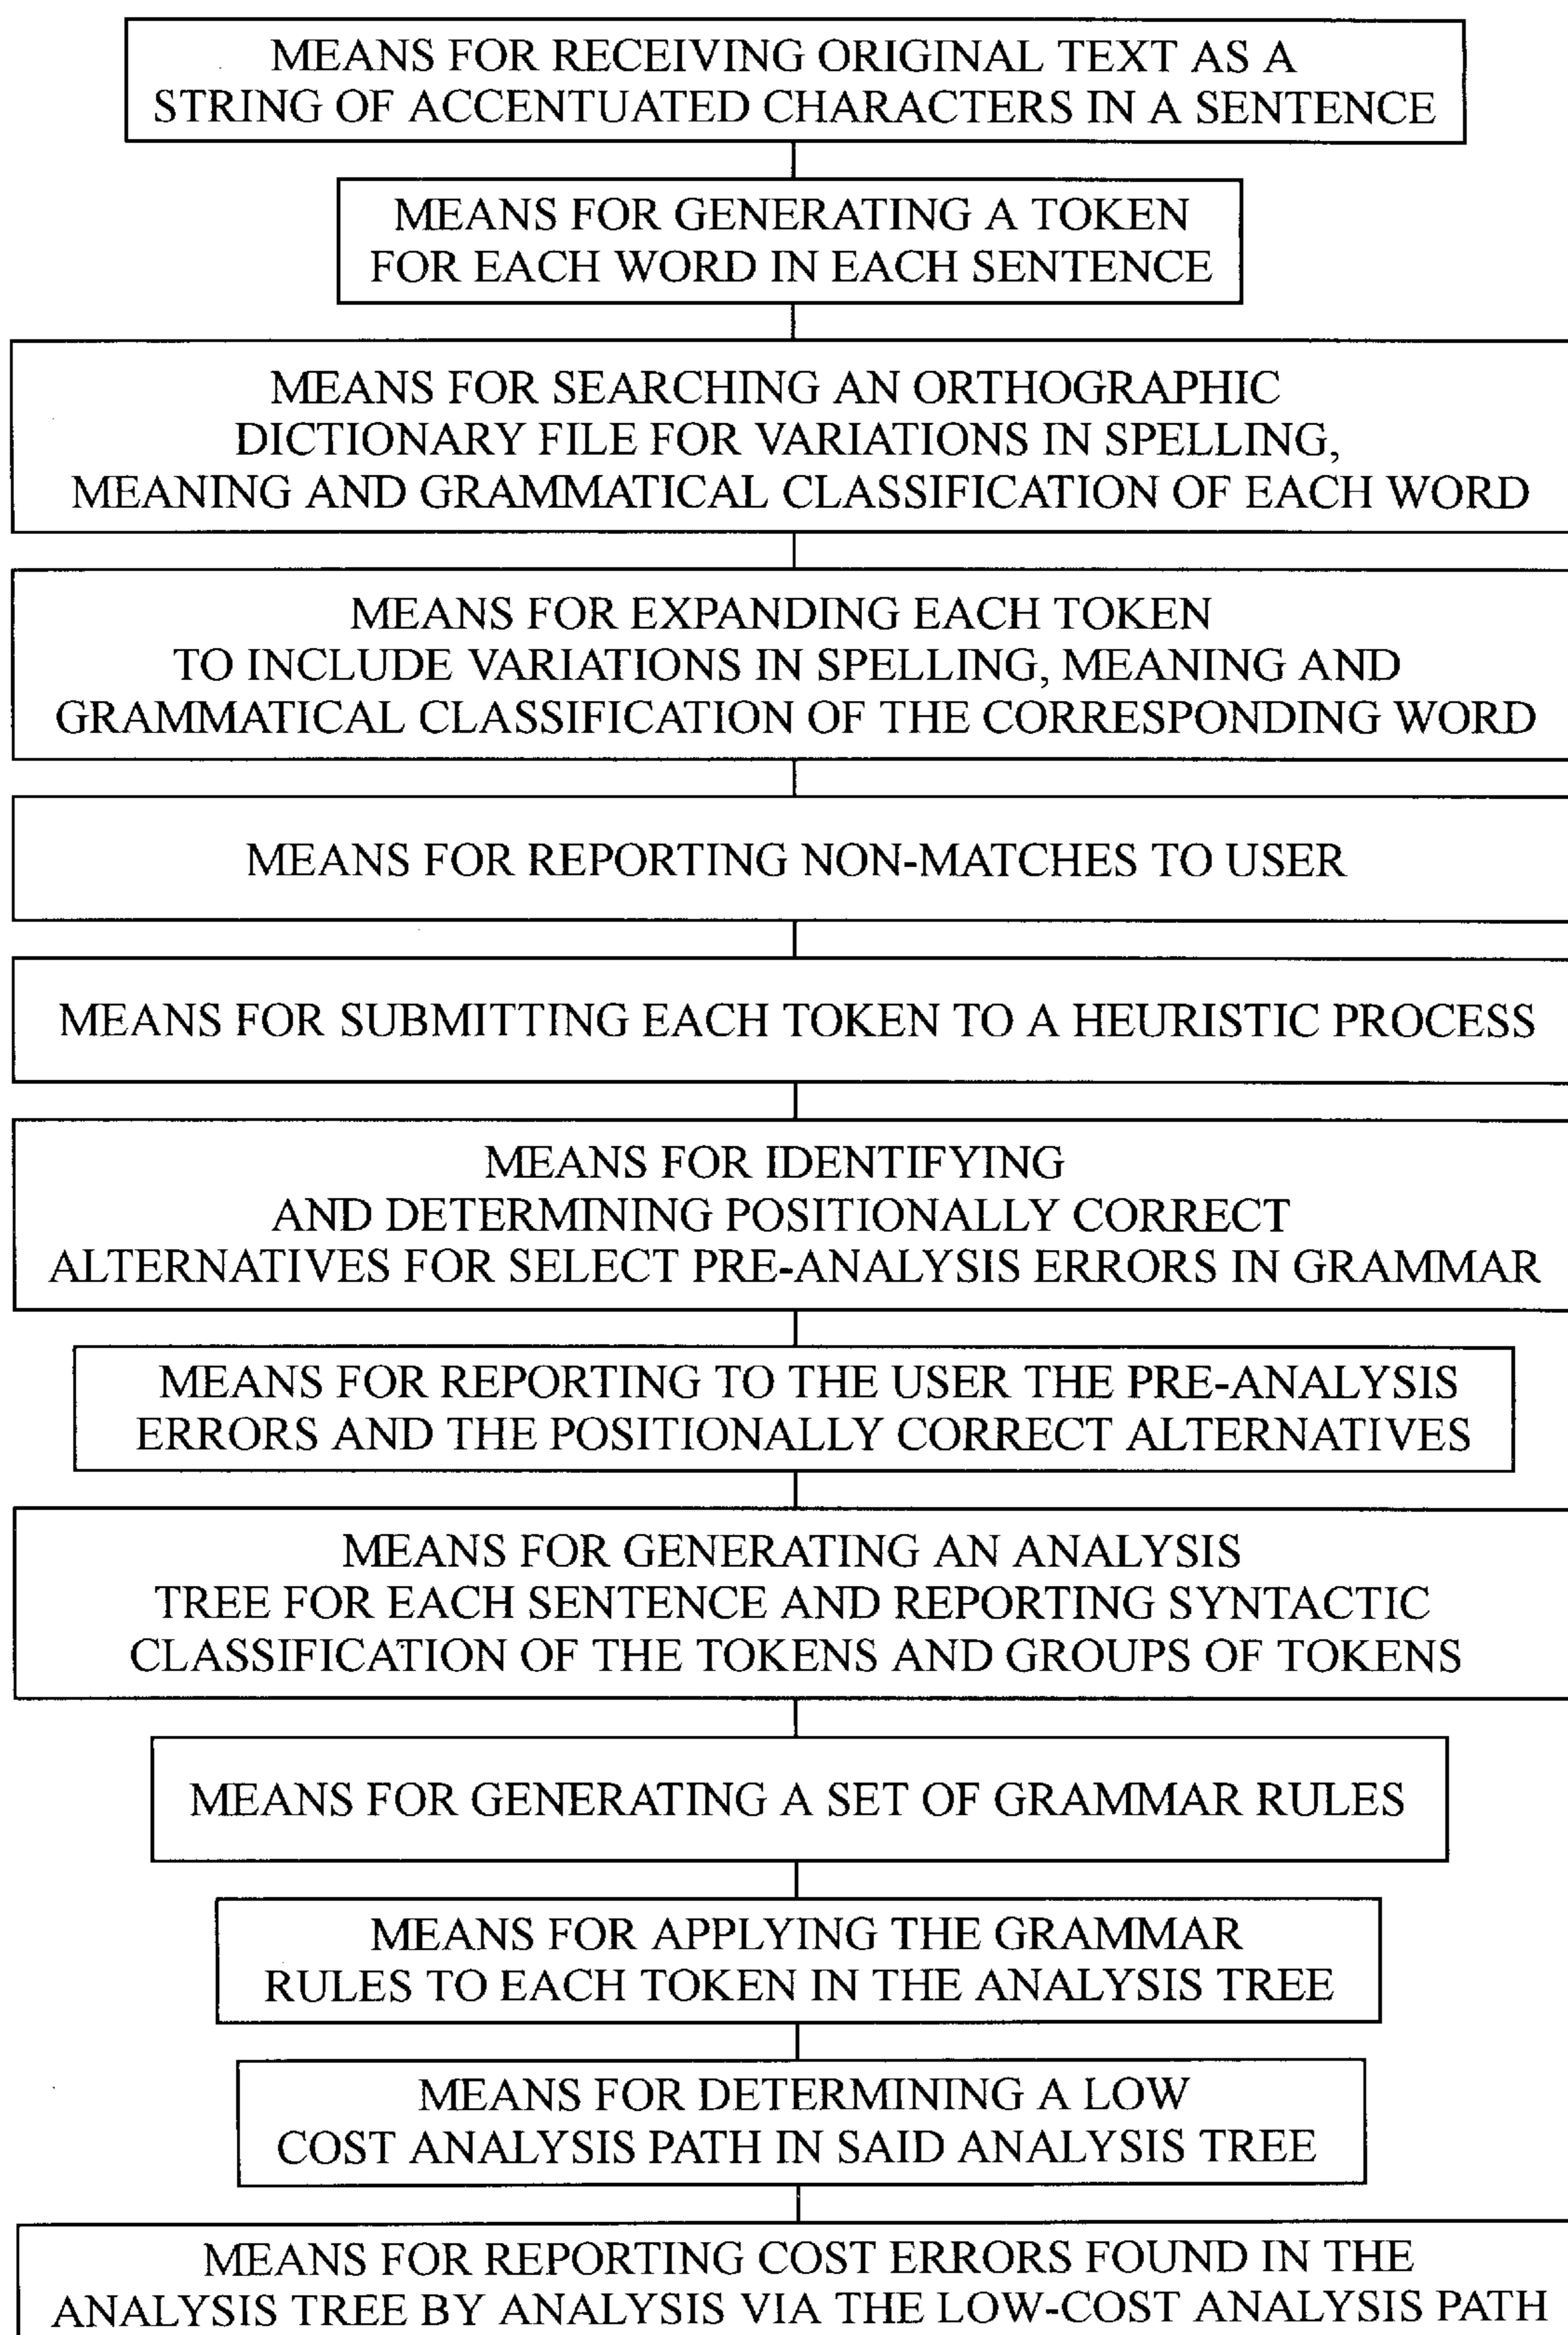 MEANS FOR RECEIVING ORIGINAL TEXT AS A
STRING OF ACCENTUATED CHARACTERS IN A SENTENCE
MEANS FOR GENERATING A TOKEN
FOR EACH WORD IN EACH SENTENCE
MEANS FOR SEARCHING AN ORTHOGRAPHIC
DICTIONARY FILE FOR VARIATIONS IN SPELLING,
MEANING AND GRAMMATICAL CLASSIFICATION OF EACH WORD
MEANS FOR EXPANDING EACH TOKEN
TO INCLUDE VARIATIONS IN SPELLING, MEANING AND
GRAMMATICAL CLASSIFICATION OF THE CORRESPONDING WORD
MEANS FOR REPORTING NON-MATCHES TO USER
MEANS FOR SUBMITTING EACH TOKEN TO A HEURISTIC PROCESS
MEANS FOR IDENTIFYING
AND DETERMINING POSITIONALLY CORRECT
ALTERNATIVES FOR SELECT PRE-ANALYSIS ERRORS IN GRAMMAR
MEANS FOR REPORTING TO THE USER THE PRE-ANALYSIS
ERRORS AND THE POSITIONALLY CORRECT ALTERNATIVES
MEANS FOR GENERATING AN ANALYSIS
TREE FOR EACH SENTENCE AND REPORTING SYNTACTIC
CLASSIFICATION OF THE TOKENS AND GROUPS OF TOKENS
MEANS FOR GENERATING A SET OF GRAMMAR RULES
MEANS FOR APPLYING THE GRAMMAR
RULES TO EACH TOKEN IN THE ANALYSIS TREE
MEANS FOR DETERMINING A LOW
COST ANALYSIS PATH IN SAID ANALYSIS TREE
MEANS FOR REPORTING COST ERRORS FOUND IN THE
ANALYSIS TREE BY ANALYSIS VIA THE LOW-COST ANALYSIS PATH